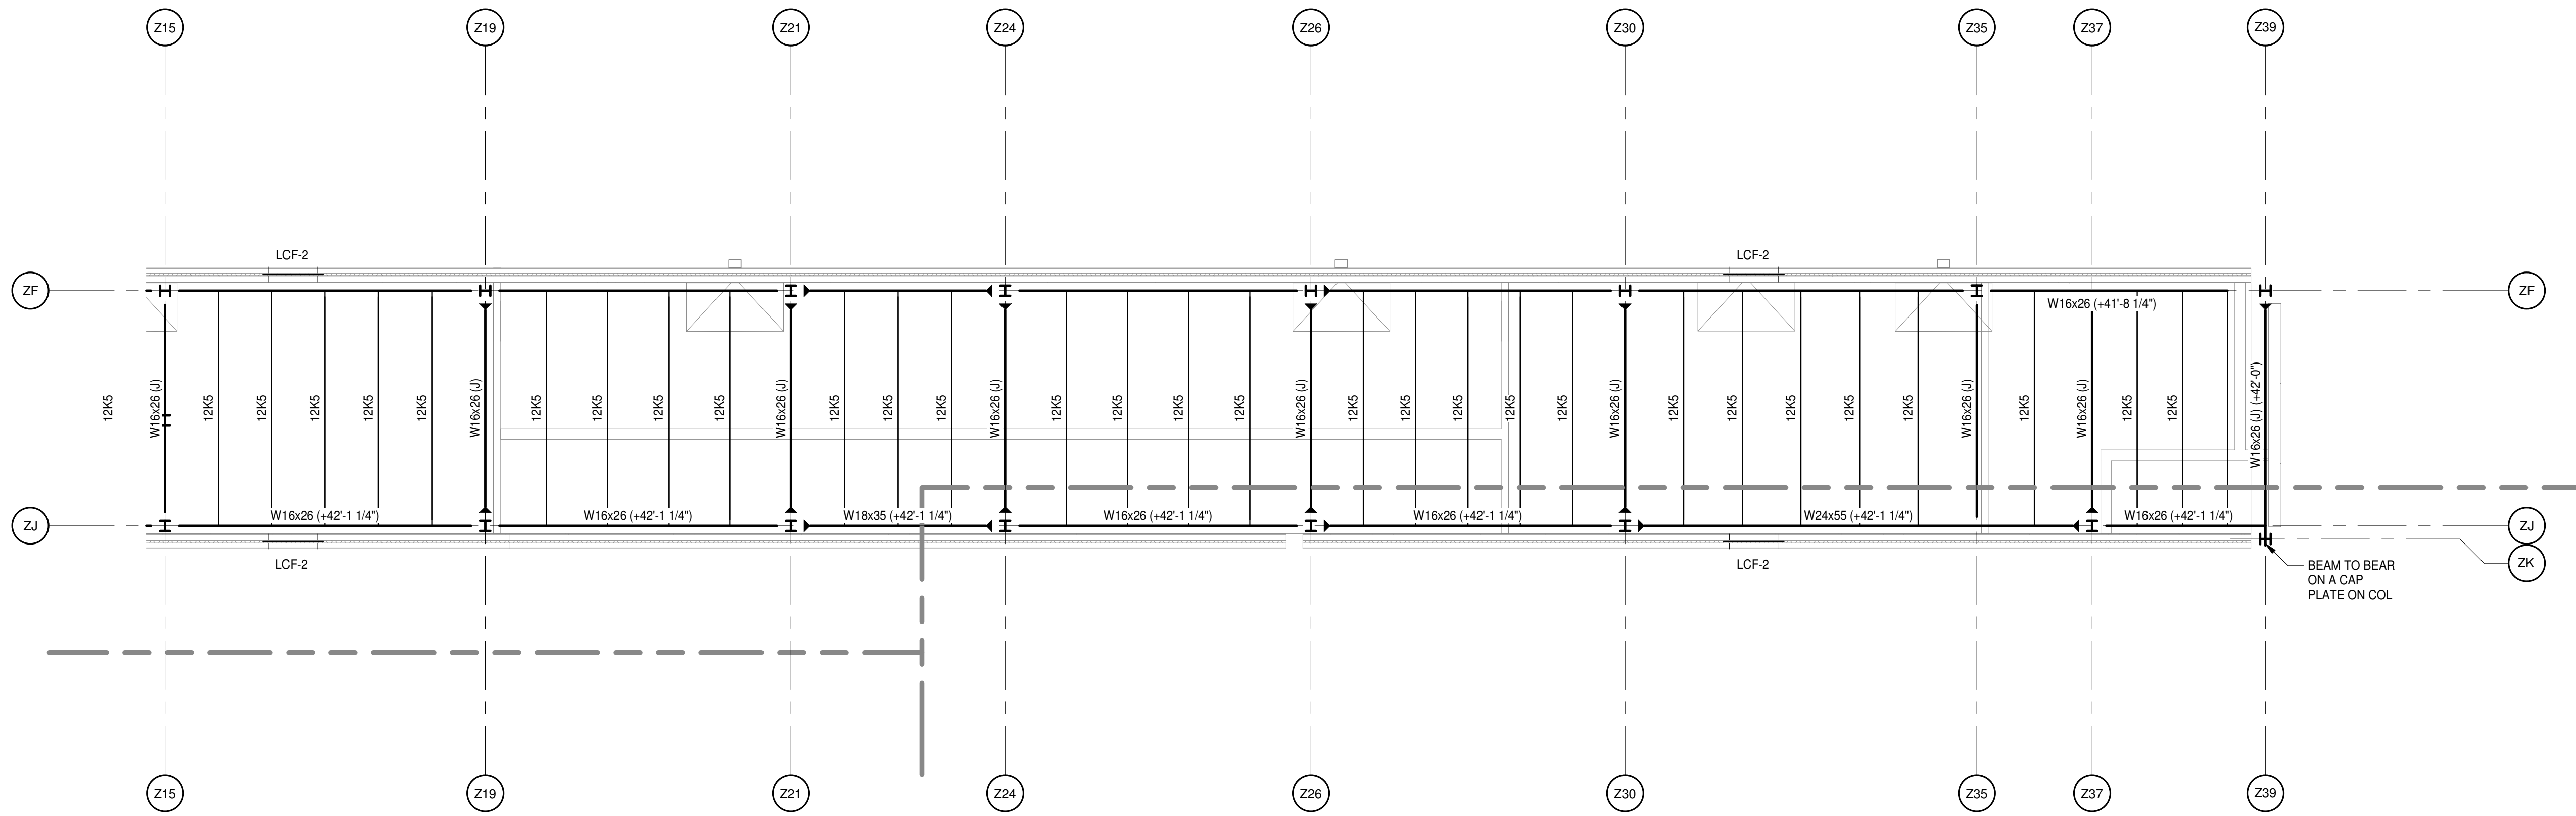 Z15 Z19 Z21 Z24 Z26 Z30 Z35 Z37 Z39
LCF-2 LCF-2
ZF ZF
W16x26 (+41'-8 1/4")
12K5 W16x26 (J) 12K5 12K5 12K5 12K5 12K5 W16x26 (J) 12K5 12K5 12K5 12K5 W16x26 (J) 12K5 12K5 12K5 W16x26 (J) 12K5 12K5 12K5 12K5 W16x26 (J) 12K5 12K5 12K5 12K5 12K5 W16x26 (J) 12K5 12K5 12K5 12K5 12K5 W16x26 (J) 12K5 W16x26 (J) 12K5 12K5 W16x26 (J) (+42'-0")
W16x26 (+42'-1 1/4") W16x26 (+42'-1 1/4") W18x35 (+42'-1 1/4") W16x26 (+42'-1 1/4") W16x26 (+42'-1 1/4") W24x55 (+42'-1 1/4") W16x26 (+42'-1 1/4")
ZJ ZJ
LCF-2 LCF-2
ZK
BEAM TO BEAR
ON A CAP
PLATE ON COL
Z15 Z19 Z21 Z24 Z26 Z30 Z35 Z37 Z39